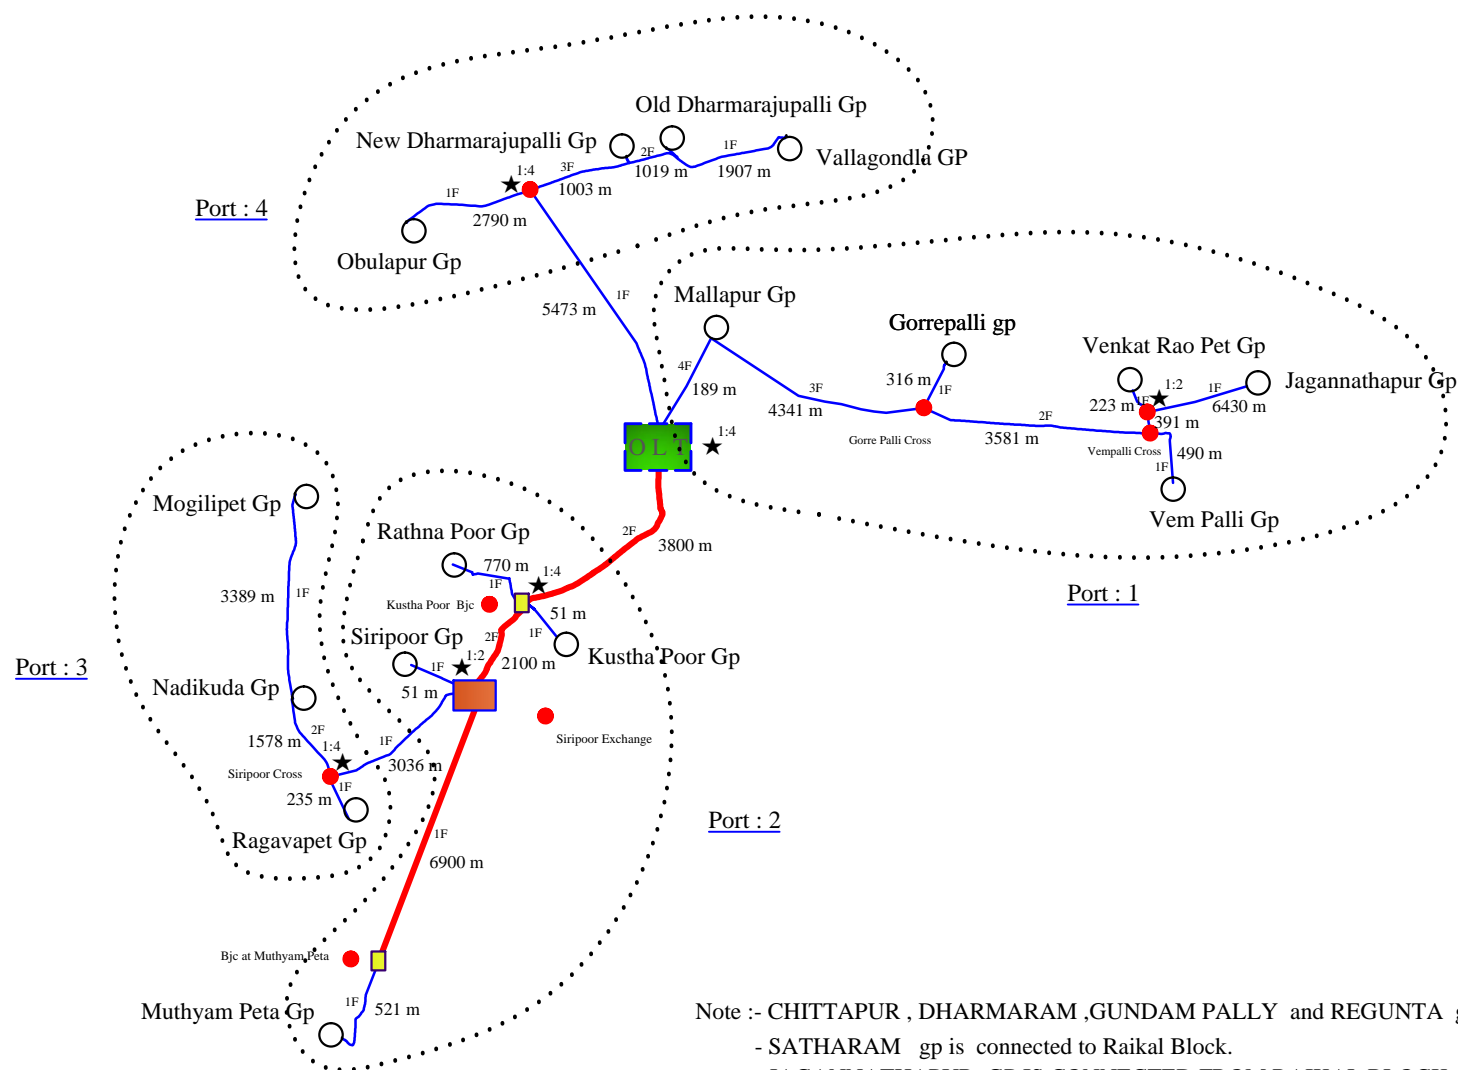 Old Dharmarajupalli Gp
New Dharmarajupalli Gp
1F
2F
3F
1:4
1003 m
1019 m
1907 m
Vallagondla GP
1F
2790 m
Port : 4
Obulapur Gp
1F
5473 m
Mallapur Gp
4F
189 m
3F
4341 m
Gorrepalli gp
316 m
1F
Gorre Palli Cross
2F
3581 m
Venkat Rao Pet Gp
1:2
1F
Jagannathapur Gp
6430 m
223 m
1F
391 m
Vempalli Cross
490 m
1F
Vem Palli Gp
O L T
1:4
Port : 1
Mogilipet Gp
3389 m
1F
Port : 3
Nadikuda Gp
1578 m
2F
1:4
Siripoor Cross
235 m
1F
Ragavapet Gp
1F
3036 m
Rathna Poor Gp
2F
3800 m
770 m
1F
1:4
Kustha Poor Bjc
51 m
1F
Kustha Poor Gp
Siripoor Gp
2F
2100 m
1F
1:2
51 m
Siripoor Exchange
Port : 2
1F
6900 m
Bjc at Muthyam Peta
1F
521 m
Muthyam Peta Gp
Note :- CHITTAPUR , DHARMARAM ,GUNDAM PALLY and REGUNTA g
- SATHARAM gp is connected to Raikal Block.